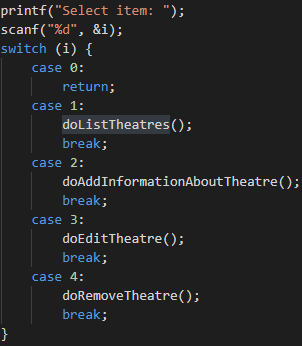 printf("Select item: ");
scanf("%d", &i);
switch (i) {
    case 0:
        return;
    case 1:
        doListTheatres();
        break;
    case 2:
        doAddInformationAboutTheatre();
        break;
    case 3:
        doEditTheatre();
        break;
    case 4:
        doRemoveTheatre();
        break;
}